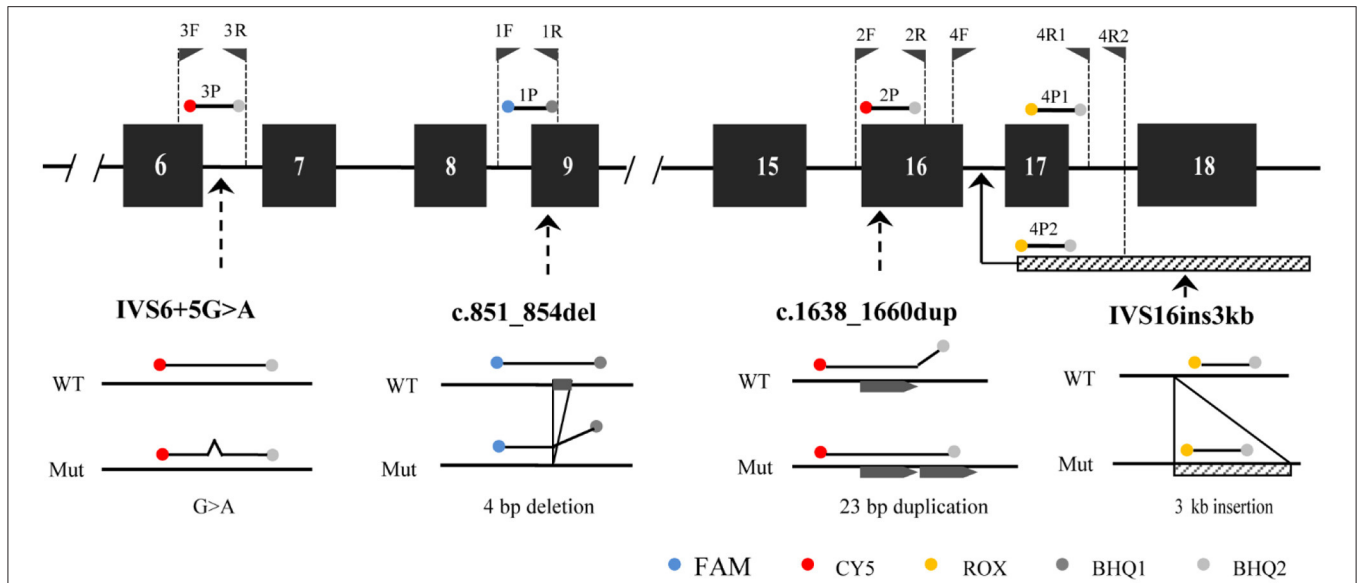 3F 3R 1F 1R 2F 2R 4F 4R1 4R2
3P 1P 2P 4P1
6 7 8 9 15 16 17 18
4P2
IVS6+5G>A c.851_854del c.1638_1660dup IVS16ins3kb
WT WT WT WT
Mut Mut Mut Mut
G>A 4 bp deletion 23 bp duplication 3 kb insertion
FAM CY5 ROX BHQ1 BHQ2